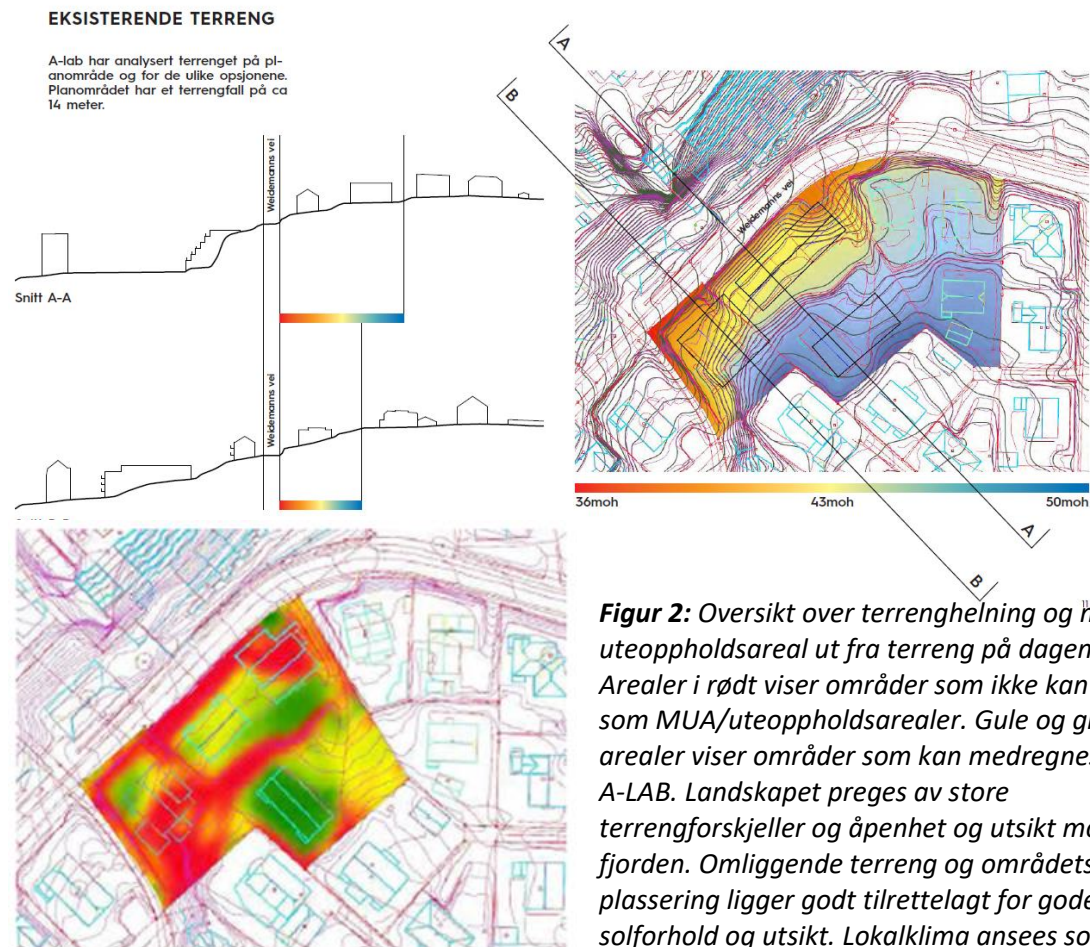 EKSISTERENDE TERRENG
A-lab har analysert terrenget på pl-
anområde og for de ulike opsjonene.
Planområdet har et terrengfall på ca
14 meter.
Weidemanns vei
Snitt A-A
Weidemanns vei
A
B
Weidemanns vei
36moh
43moh
50moh
A
B
11
Figur 2: Oversikt over terrenghelning og
uteoppholdsareal ut fra terreng på dagen
Arealer i rødt viser områder som ikke kan
som MUA/uteoppholdsarealer. Gule og
arealer viser områder som kan medregne
A-LAB. Landskapet preges av store
terrengforskjeller og åpenhet og utsikt
fjorden. Omliggende terreng og områdets
plassering ligger godt tilrettelagt for gode
solforhold og utsikt. Lokalklima ansees